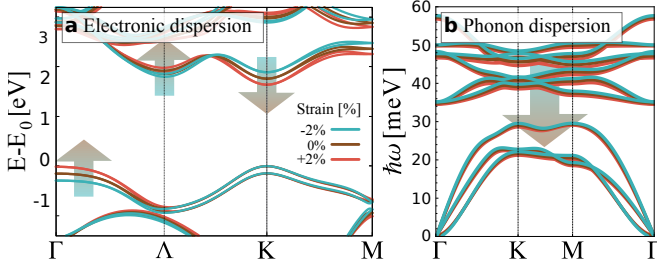 a Electronic dispersion
E-E0 [eV]
3
2
1
0
-1
Strain [%]
-2%
0%
+2%
Γ Λ K M
b Phonon dispersion
ℏω [meV]
60
50
40
30
20
10
0
Γ K M Γ